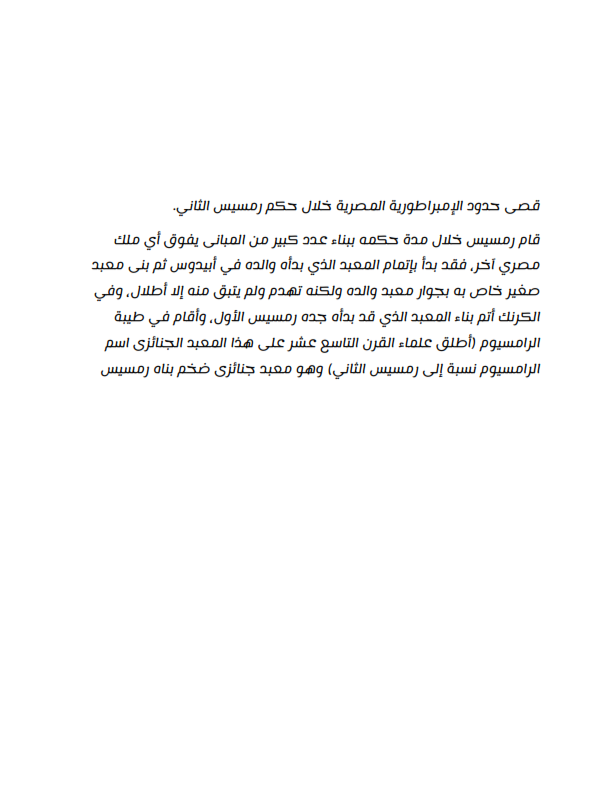 قصى حدود الإمبراطورية المصرية خلال حكم رمسيس الثاني.
قام رمسيس خلال مدة حكمه ببناء عدد كبير من المبانى يفوق أي ملك
مصري آخر، فقد بدأ بإتمام المعبد الذي بدأه والده في أبيدوس ثم بنى معبد
صغير خاص به بجوار معبد والده ولكنه تهدم ولم يتبق منه إلا أطلال، وفي
الكرنك أتم بناء المعبد الذي قد بدأه جده رمسيس الأول، وأقام في طيبة
الرامسيوم (أطلق علماء القرن التاسع عشر على هذا المعبد الجنائزى اسم
الرامسيوم نسبة إلى رمسيس الثاني) وهو معبد جنائزى ضخم بناه رمسيس